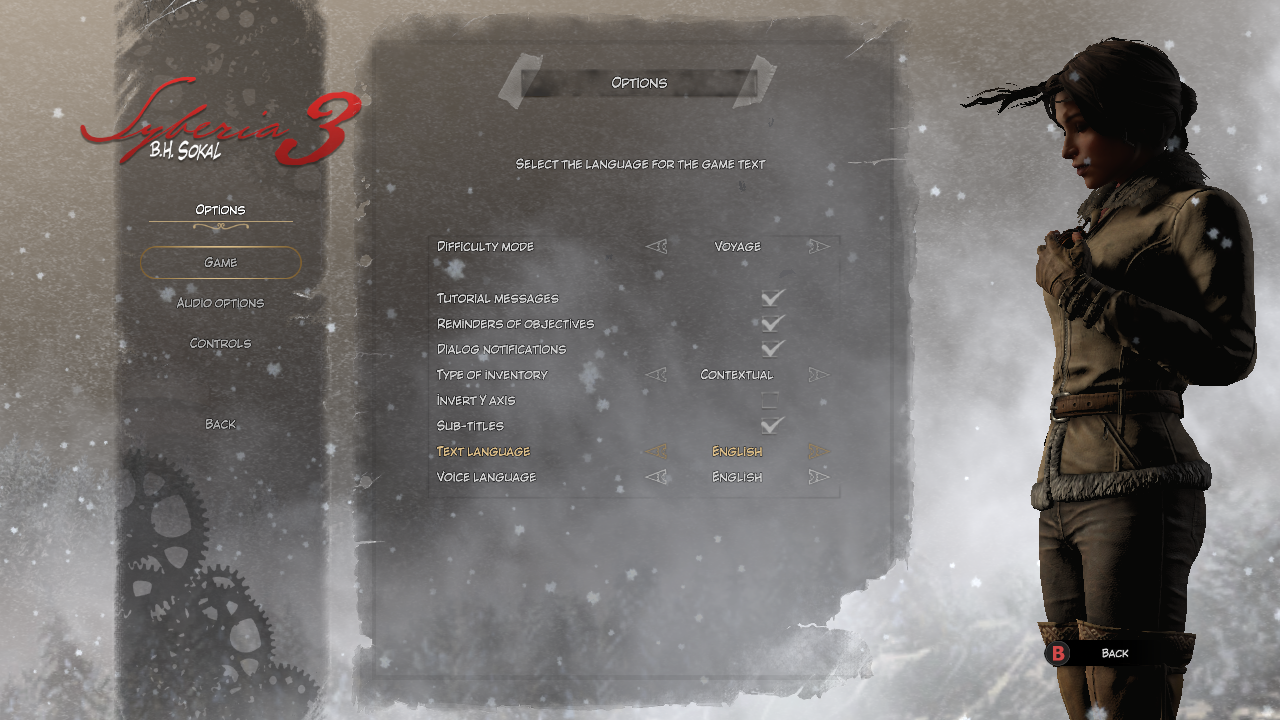 Syberia 3
B.H. Sokal
Options
Game
Audio options
Controls
Back
Options
Select the language for the game text
Difficulty mode
Voyage
Tutorial messages
Reminders of objectives
Dialog notifications
Type of inventory
Contextual
Invert Y axis
Sub-titles
Text language
English
Voice language
English
B Back